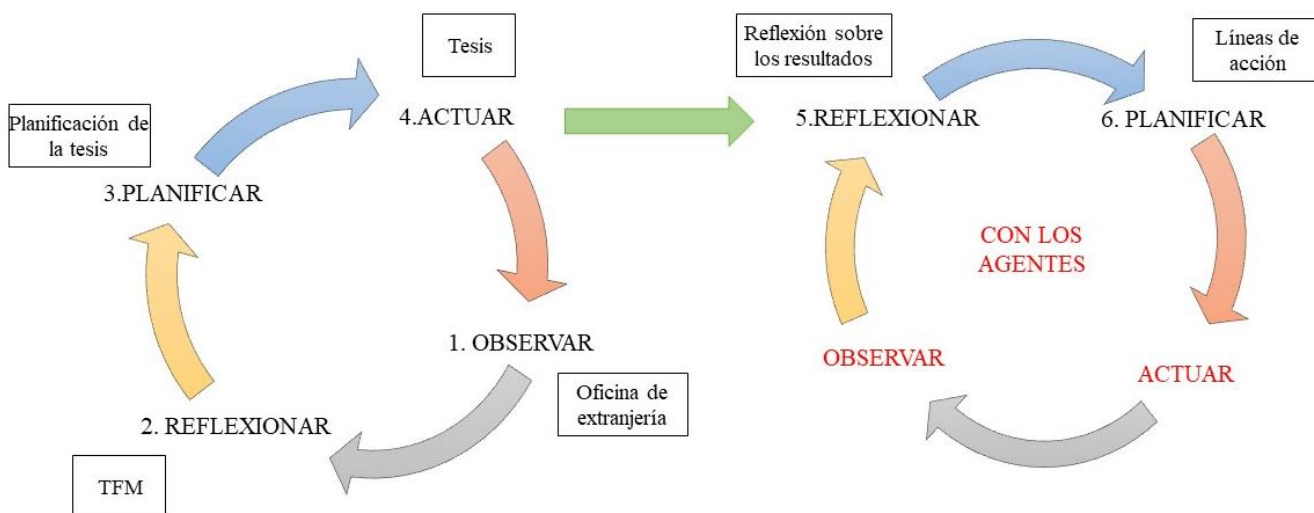 Tesis
4.ACTUAR
Planificación de
la tesis
3.PLANIFICAR
1. OBSERVAR
Oficina de
extranjería
2. REFLEXIONAR
TFM
Reflexión sobre
los resultados
5.REFLEXIONAR
Líneas de
acción
6. PLANIFICAR
CON LOS
AGENTES
OBSERVAR
ACTUAR